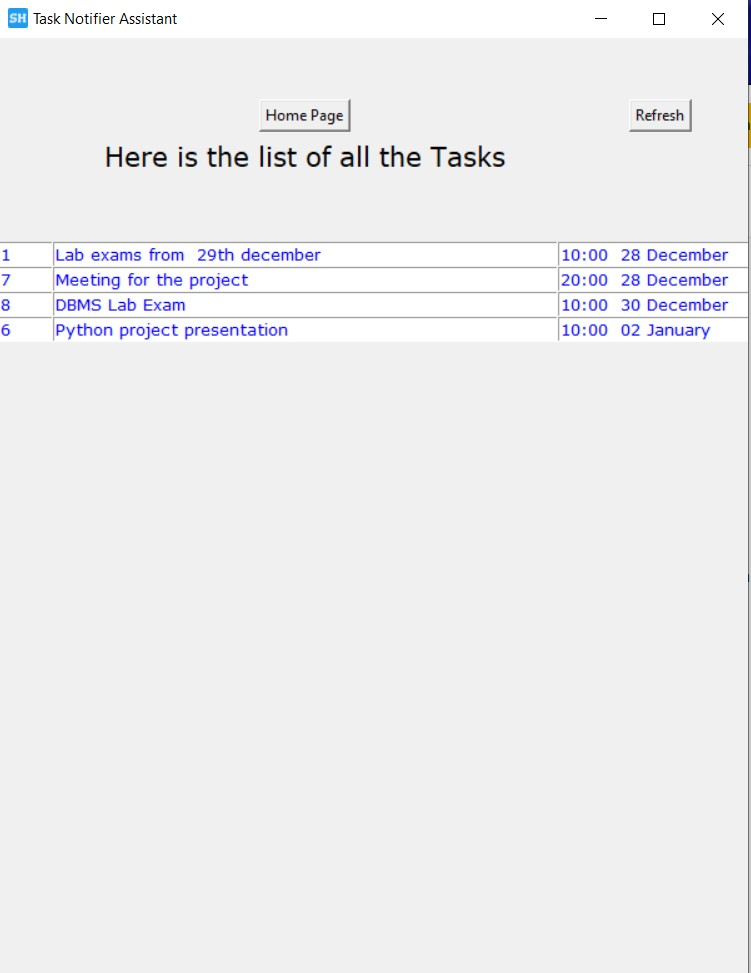 SH Task Notifier Assistant
Home Page Refresh
Here is the list of all the Tasks
1 Lab exams from  29th december 10:00  28 December
7 Meeting for the project 20:00  28 December
8 DBMS Lab Exam 10:00  30 December
6 Python project presentation 10:00  02 January